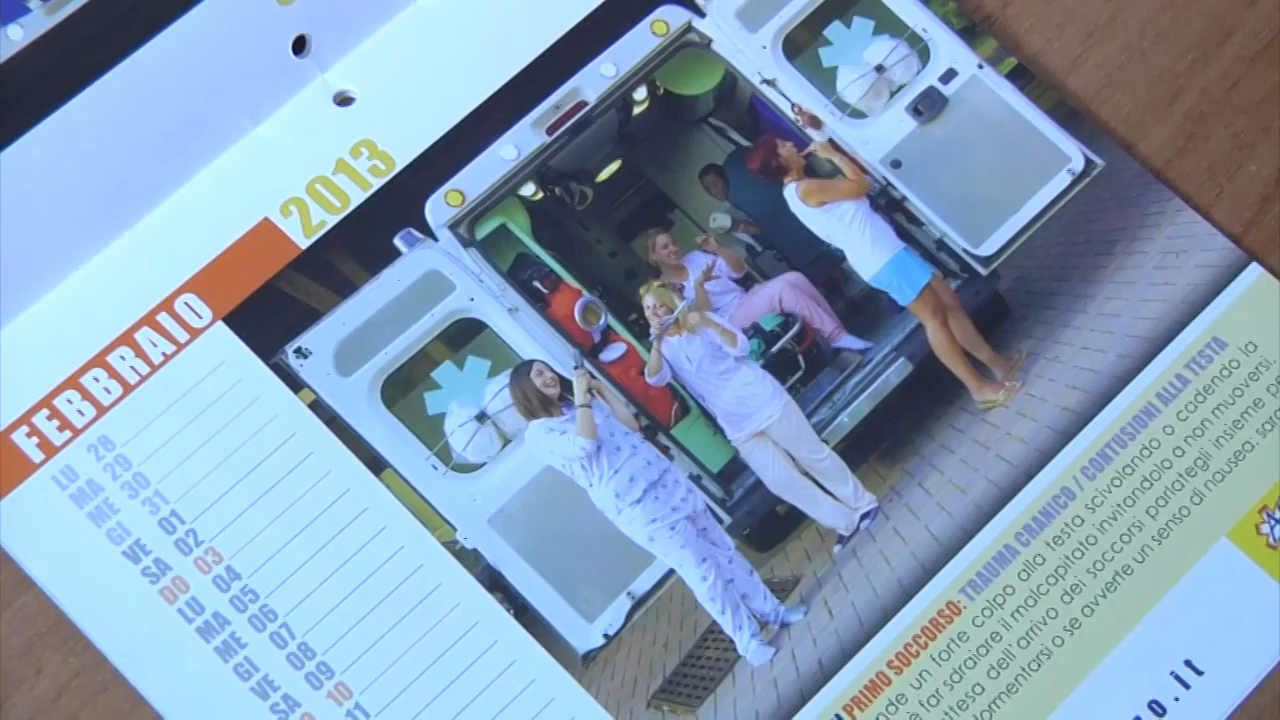 2013
FEBBRAIO
LU 28
MA 29
ME 30
GI 31
VE 01
SA 02
DO 03
LU 04
MA 05
ME 06
GI 07
VE 08
SA 09
10
11
PRIMO SOCCORSO: TRAUMA CRANICO / CONTUSIONI ALLA TESTA
un forte colpo alla testa scivolando o cadendo la
è far sdraiare il malcapitato invitandolo a non muoversi.
attesa dell'arrivo dei soccorsi parlategli insieme
o se avverte un senso di nausea:
o.it